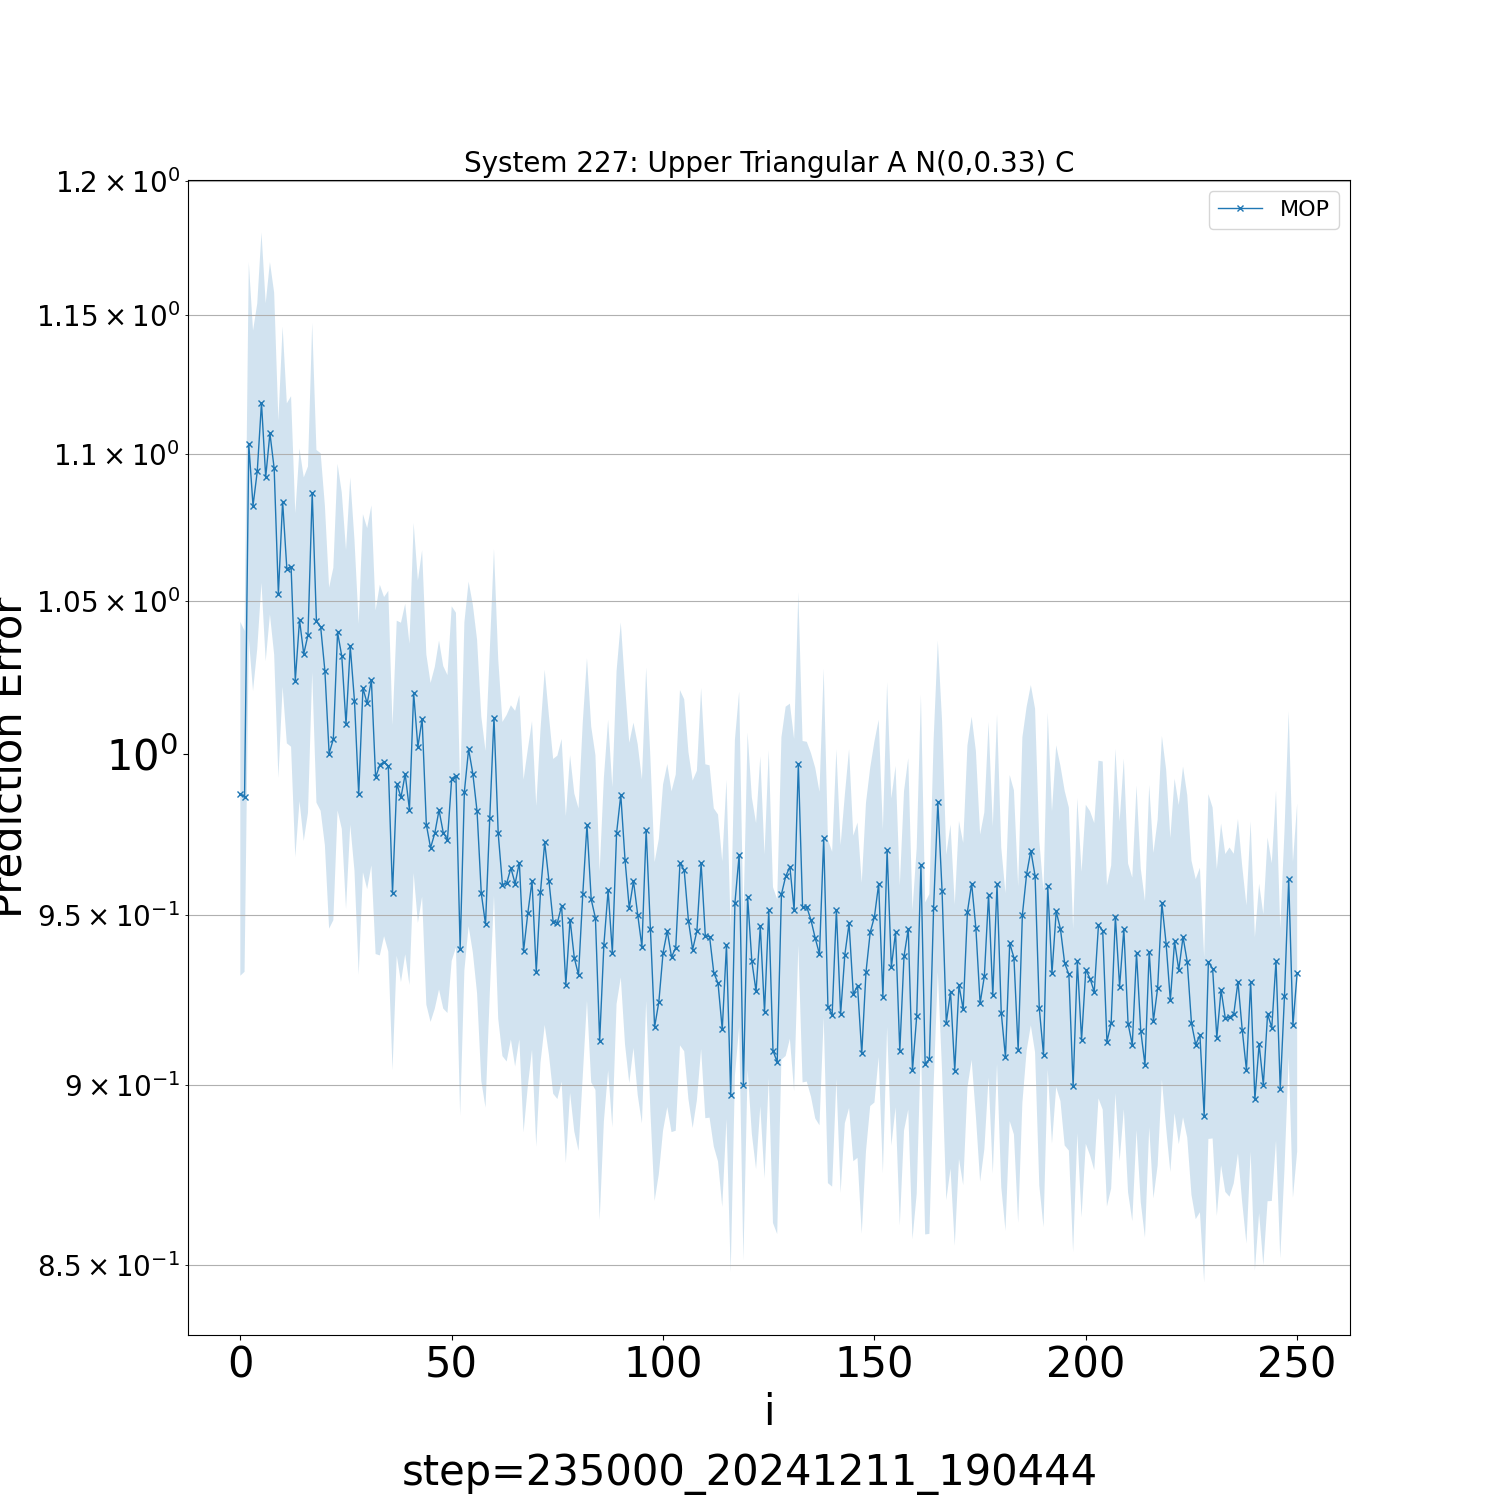 System 227: Upper Triangular A N(0,0.33) C
MOP
1.2 × 10⁰
1.15 × 10⁰
1.1 × 10⁰
1.05 × 10⁰
10⁰
9.5 × 10⁻¹
9 × 10⁻¹
8.5 × 10⁻¹
Prediction Error
0 50 100 150 200 250
i
step=235000_20241211_190444